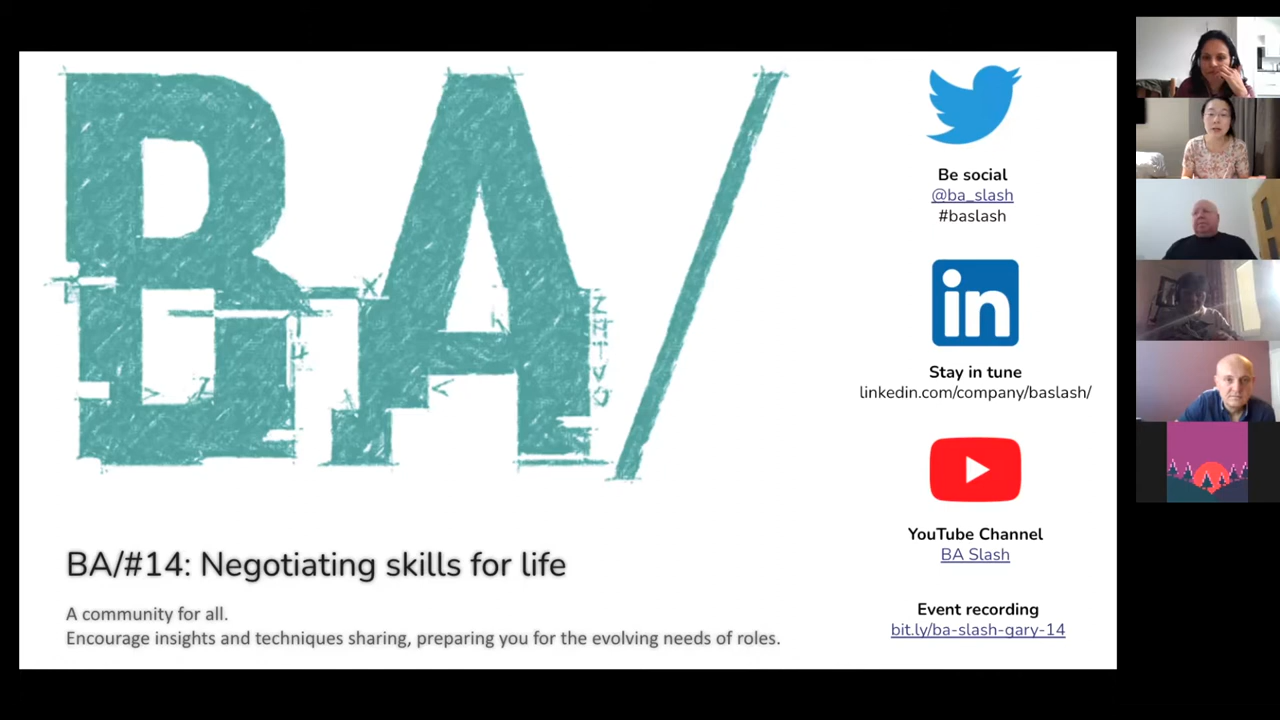 BA/
BA/#14: Negotiating skills for life
A community for all.
Encourage insights and techniques sharing, preparing you for the evolving needs of roles.
Be social
@ba_slash
#baslash
in
Stay in tune
linkedin.com/company/baslash/
YouTube Channel
BA Slash
Event recording
bit.ly/ba-slash-gary-14